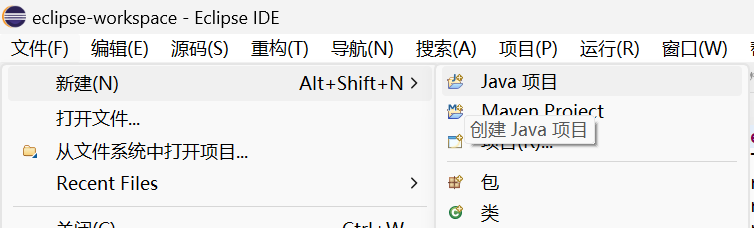 eclipse-workspace - Eclipse IDE
文件(F) 编辑(E) 源码(S) 重构(T) 导航(N) 搜索(A) 项目(P) 运行(R) 窗口(W)
新建(N) Alt+Shift+N
Java 项目
打开文件...
Maven Project
创建 Java 项目
从文件系统中打开项目...
项目(R)...
Recent Files
包
类
关闭(C) Ctrl+W